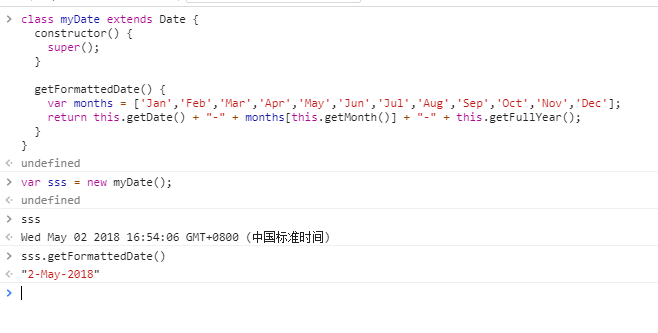 > class myDate extends Date {
constructor() {
super();
}
getFormattedDate() {
var months = ['Jan','Feb','Mar','Apr','May','Jun','Jul','Aug','Sep','Oct','Nov','Dec'];
return this.getDate() + "-" + months[this.getMonth()] + "-" + this.getFullYear();
}
}
undefined
> var sss = new myDate();
undefined
> sss
Wed May 02 2018 16:54:06 GMT+0800 (中国标准时间)
> sss.getFormattedDate()
"2-May-2018"
>